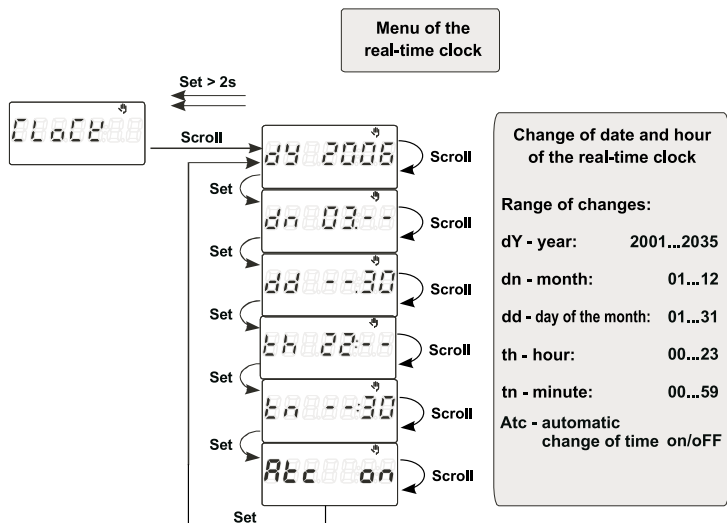 Menu of the
real-time clock
Set > 2s
CLoCK
Scroll
dY 2006
Scroll
Set
dn 03.--
Scroll
Set
dd --.30
Scroll
Set
th 22:--
Scroll
Set
tn --:30
Scroll
Set
Atc on
Scroll
Set
Change of date and hour
of the real-time clock
Range of changes:
dY - year: 2001...2035
dn - month: 01...12
dd - day of the month: 01...31
th - hour: 00...23
tn - minute: 00...59
Atc - automatic
change of time on/oFF